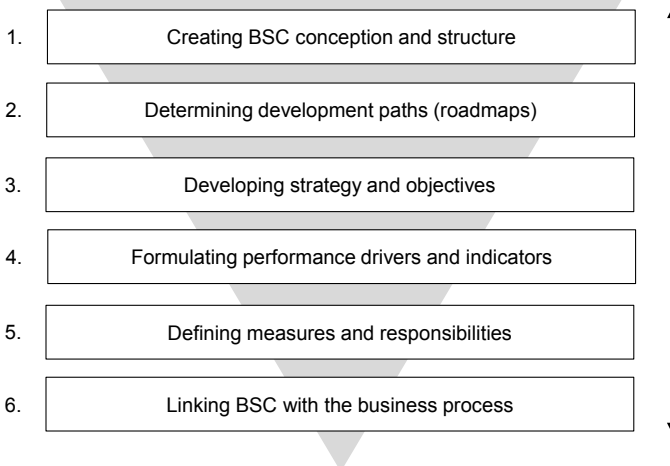 1. Creating BSC conception and structure
2. Determining development paths (roadmaps)
3. Developing strategy and objectives
4. Formulating performance drivers and indicators
5. Defining measures and responsibilities
6. Linking BSC with the business process